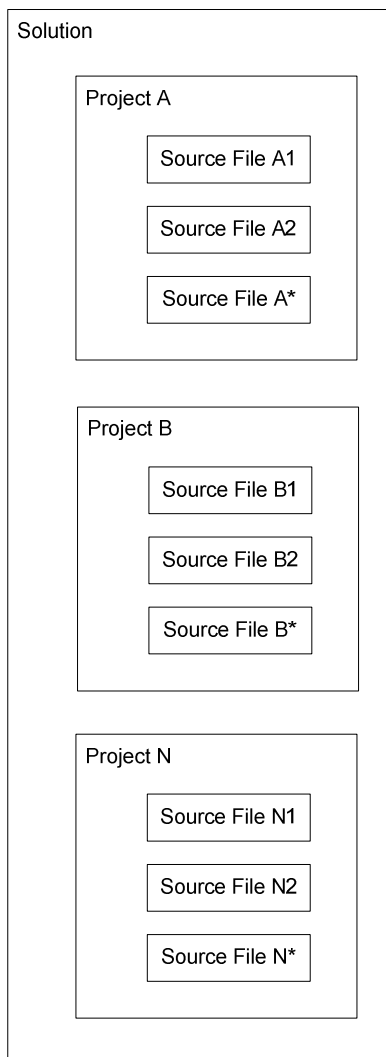 Solution
Project A
Source File A1
Source File A2
Source File A*
Project B
Source File B1
Source File B2
Source File B*
Project N
Source File N1
Source File N2
Source File N*